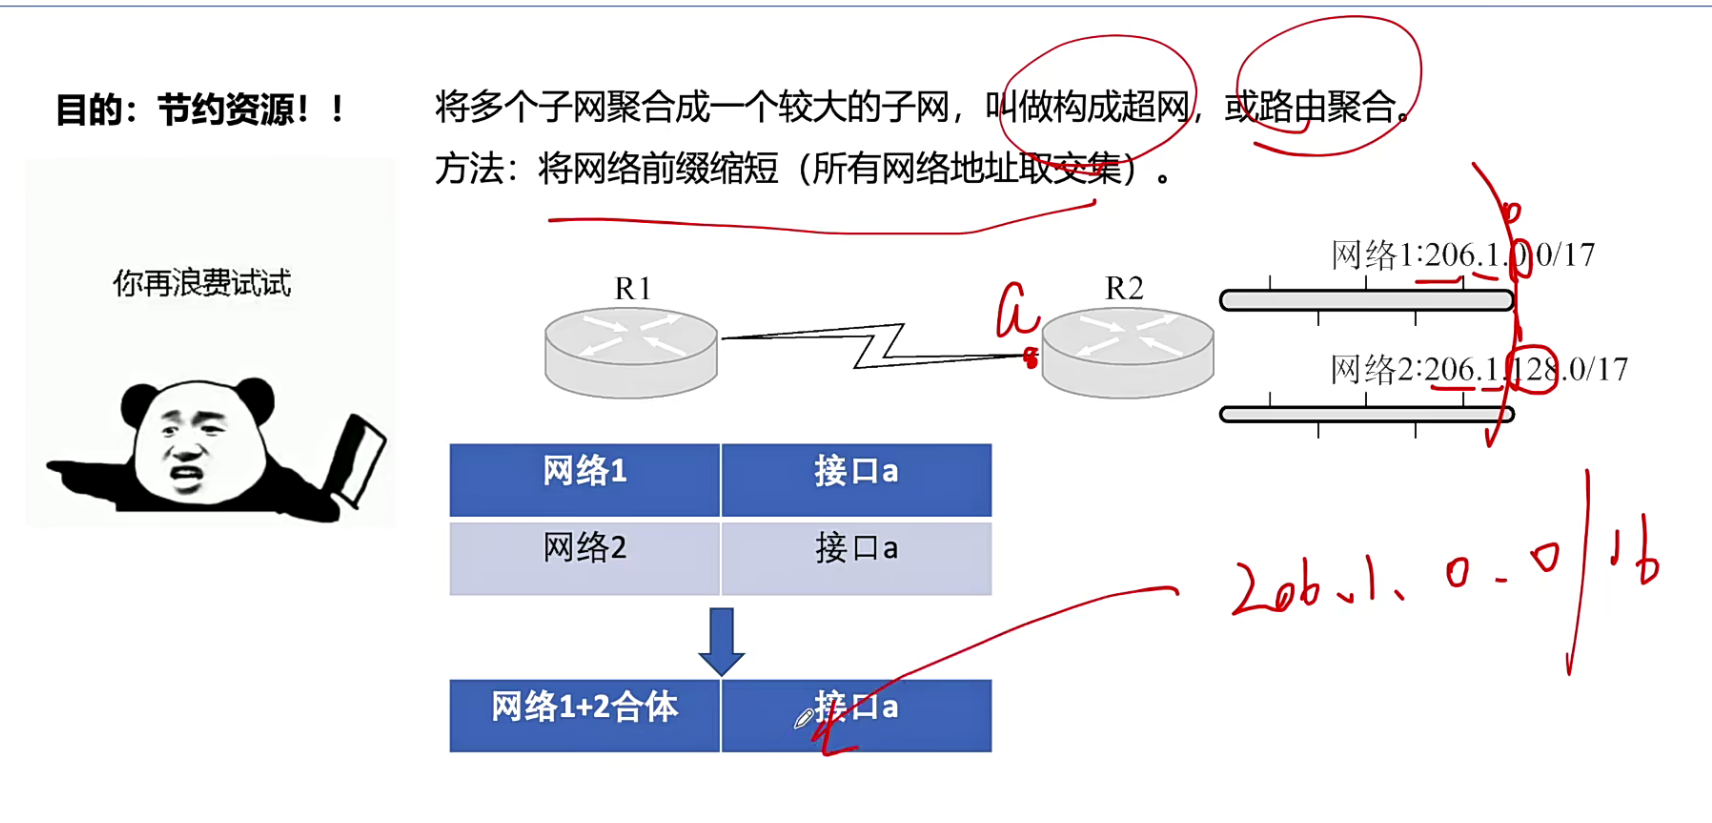 目的：节约资源！！
将多个子网聚合成一个较大的子网，叫做构成超网，或路由聚合。
方法：将网络前缀缩短（所有网络地址取交集）。
你再浪费试试
R1
a
R2
0
网络1:206.1.0.0/17
1
网络2:206.1.128.0/17
网络1 接口a
网络2 接口a
206.1.0.0/16
网络1+2合体 接口a